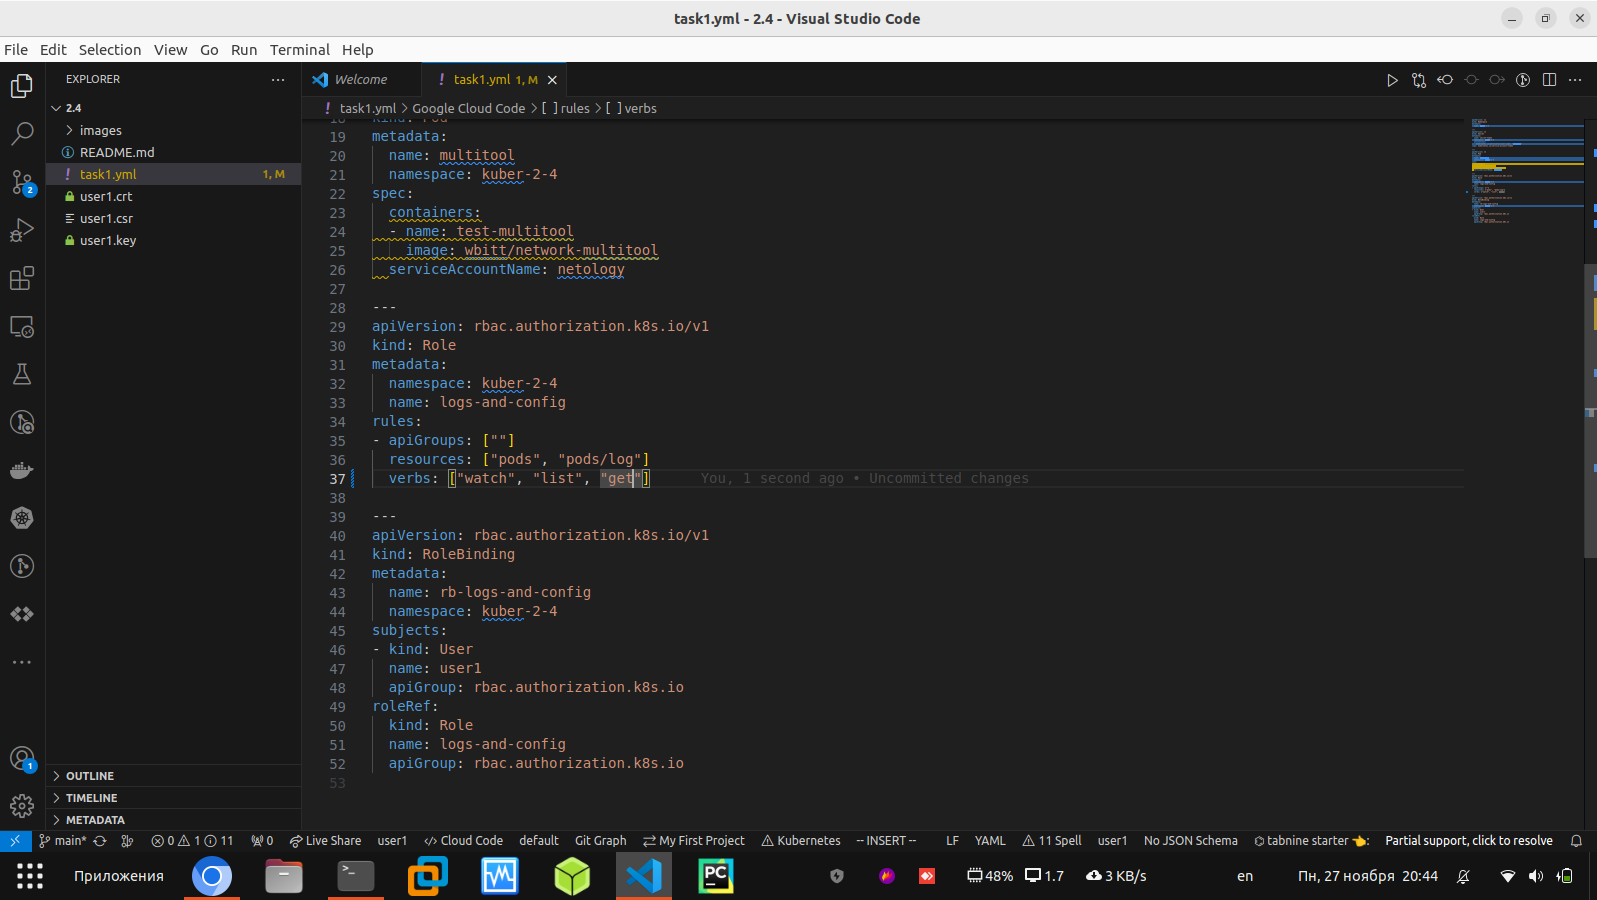 task1.yml - 2.4 - Visual Studio Code
File Edit Selection View Go Run Terminal Help
EXPLORER
Welcome
task1.yml 1, M
task1.yml > Google Cloud Code > [ ] rules > [ ] verbs
2.4
images
README.md
task1.yml 1, M
user1.crt
user1.csr
user1.key
OUTLINE
TIMELINE
METADATA
18 kind: Pod
19 metadata:
20 name: multitool
21 namespace: kuber-2-4
22 spec:
23 containers:
24 - name: test-multitool
25 image: wbitt/network-multitool
26 serviceAccountName: netology
27
28 ---
29 apiVersion: rbac.authorization.k8s.io/v1
30 kind: Role
31 metadata:
32 namespace: kuber-2-4
33 name: logs-and-config
34 rules:
35 - apiGroups: [""]
36 resources: ["pods", "pods/log"]
37 verbs: ["watch", "list", "get"] You, 1 second ago • Uncommitted changes
38
39 ---
40 apiVersion: rbac.authorization.k8s.io/v1
41 kind: RoleBinding
42 metadata:
43 name: rb-logs-and-config
44 namespace: kuber-2-4
45 subjects:
46 - kind: User
47 name: user1
48 apiGroup: rbac.authorization.k8s.io
49 roleRef:
50 kind: Role
51 name: logs-and-config
52 apiGroup: rbac.authorization.k8s.io
53
2
1
main* 0 1 11 0 Live Share user1 Cloud Code default Git Graph My First Project Kubernetes -- INSERT -- LF YAML 11 Spell user1 No JSON Schema tabnine starter Partial support, click to resolve
Приложения PC 48% 1.7 3 KB/s en Пн, 27 ноября 20:44